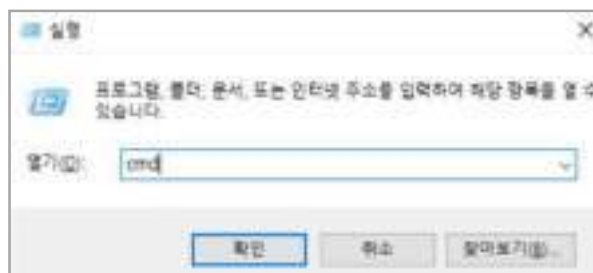 실행
프로그램, 폴더, 문서, 또는 인터넷 주소를 입력하여 해당 항목을 열 수
있습니다.
열기(O): cmd
확인 취소 찾아보기(B)...